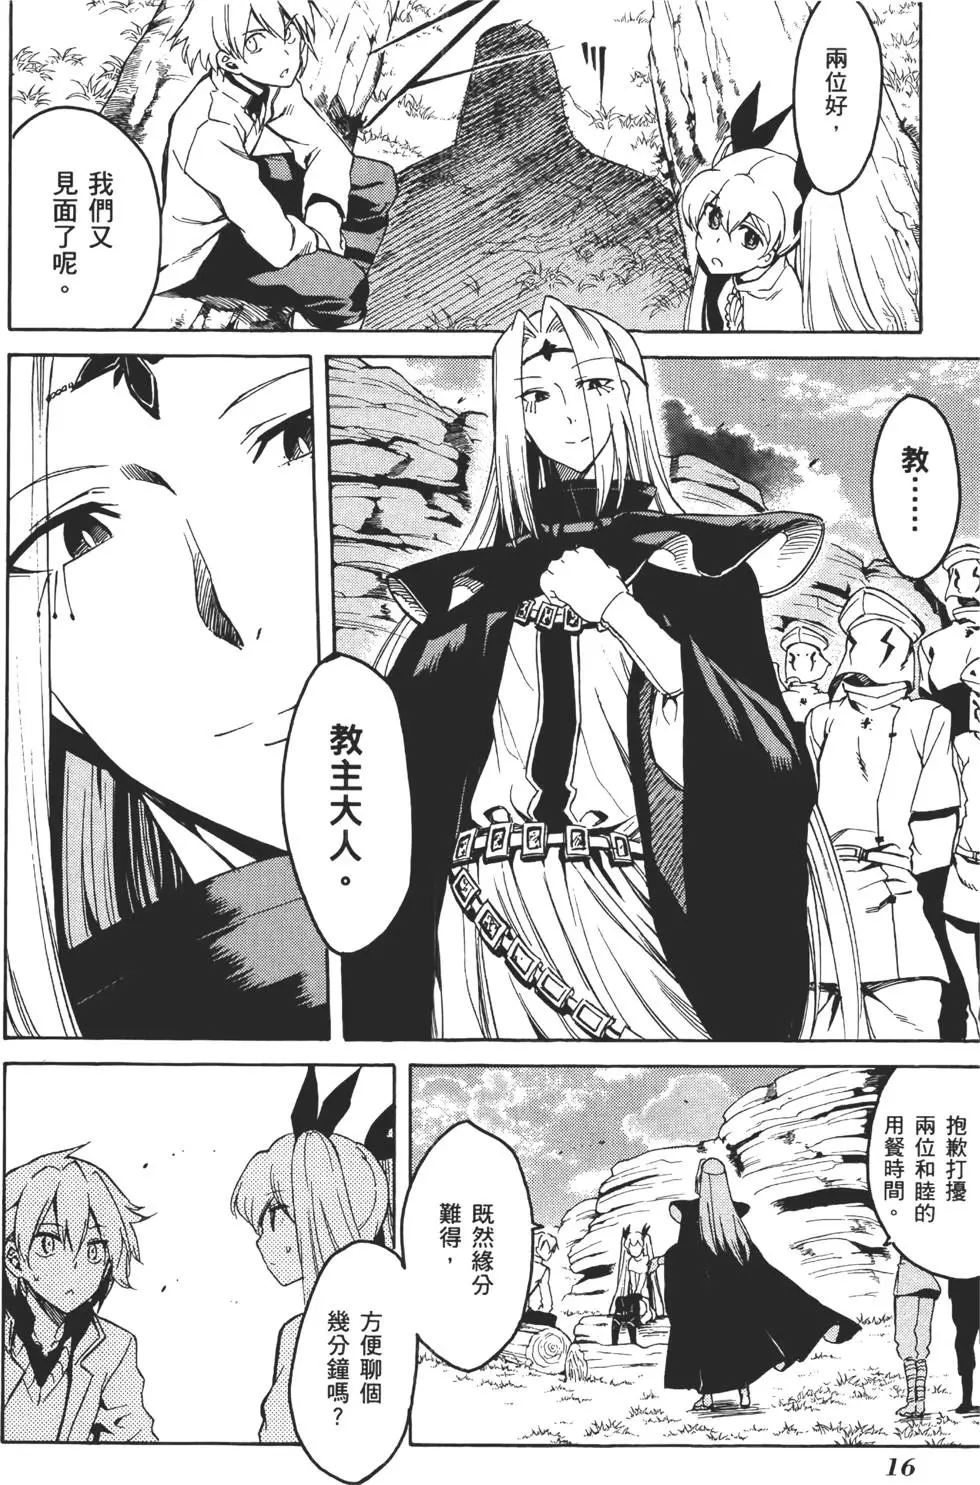 兩位好，
我們又
見面了呢。
教……
教主大人。
抱歉打擾
兩位和睦的
用餐時間。
既然緣分
難得，
方便聊個
幾分鐘嗎？
16